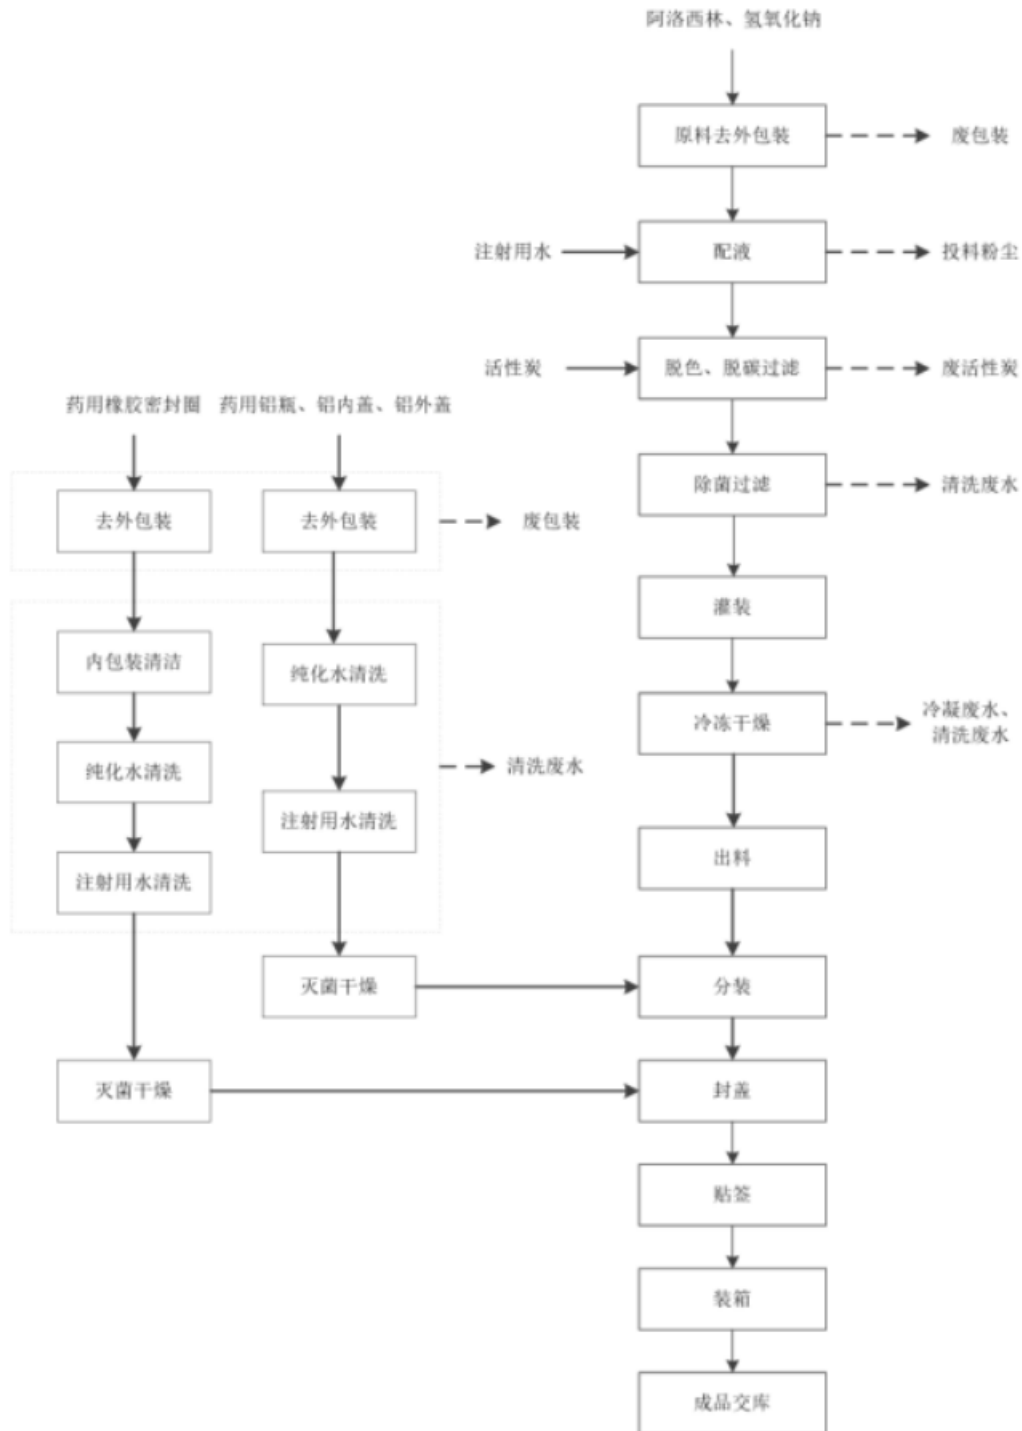 阿洛西林、氢氧化钠
原料去外包装
废包装
注射用水
配液
投料粉尘
活性炭
脱色、脱碳过滤
废活性炭
药用橡胶密封圈
药用铝瓶、铝内盖、铝外盖
除菌过滤
清洗废水
去外包装
去外包装
废包装
灌装
内包装清洁
纯化水清洗
冷冻干燥
冷凝废水、
清洗废水
纯化水清洗
清洗废水
注射用水清洗
出料
注射用水清洗
灭菌干燥
分装
灭菌干燥
封盖
贴签
装箱
成品交库